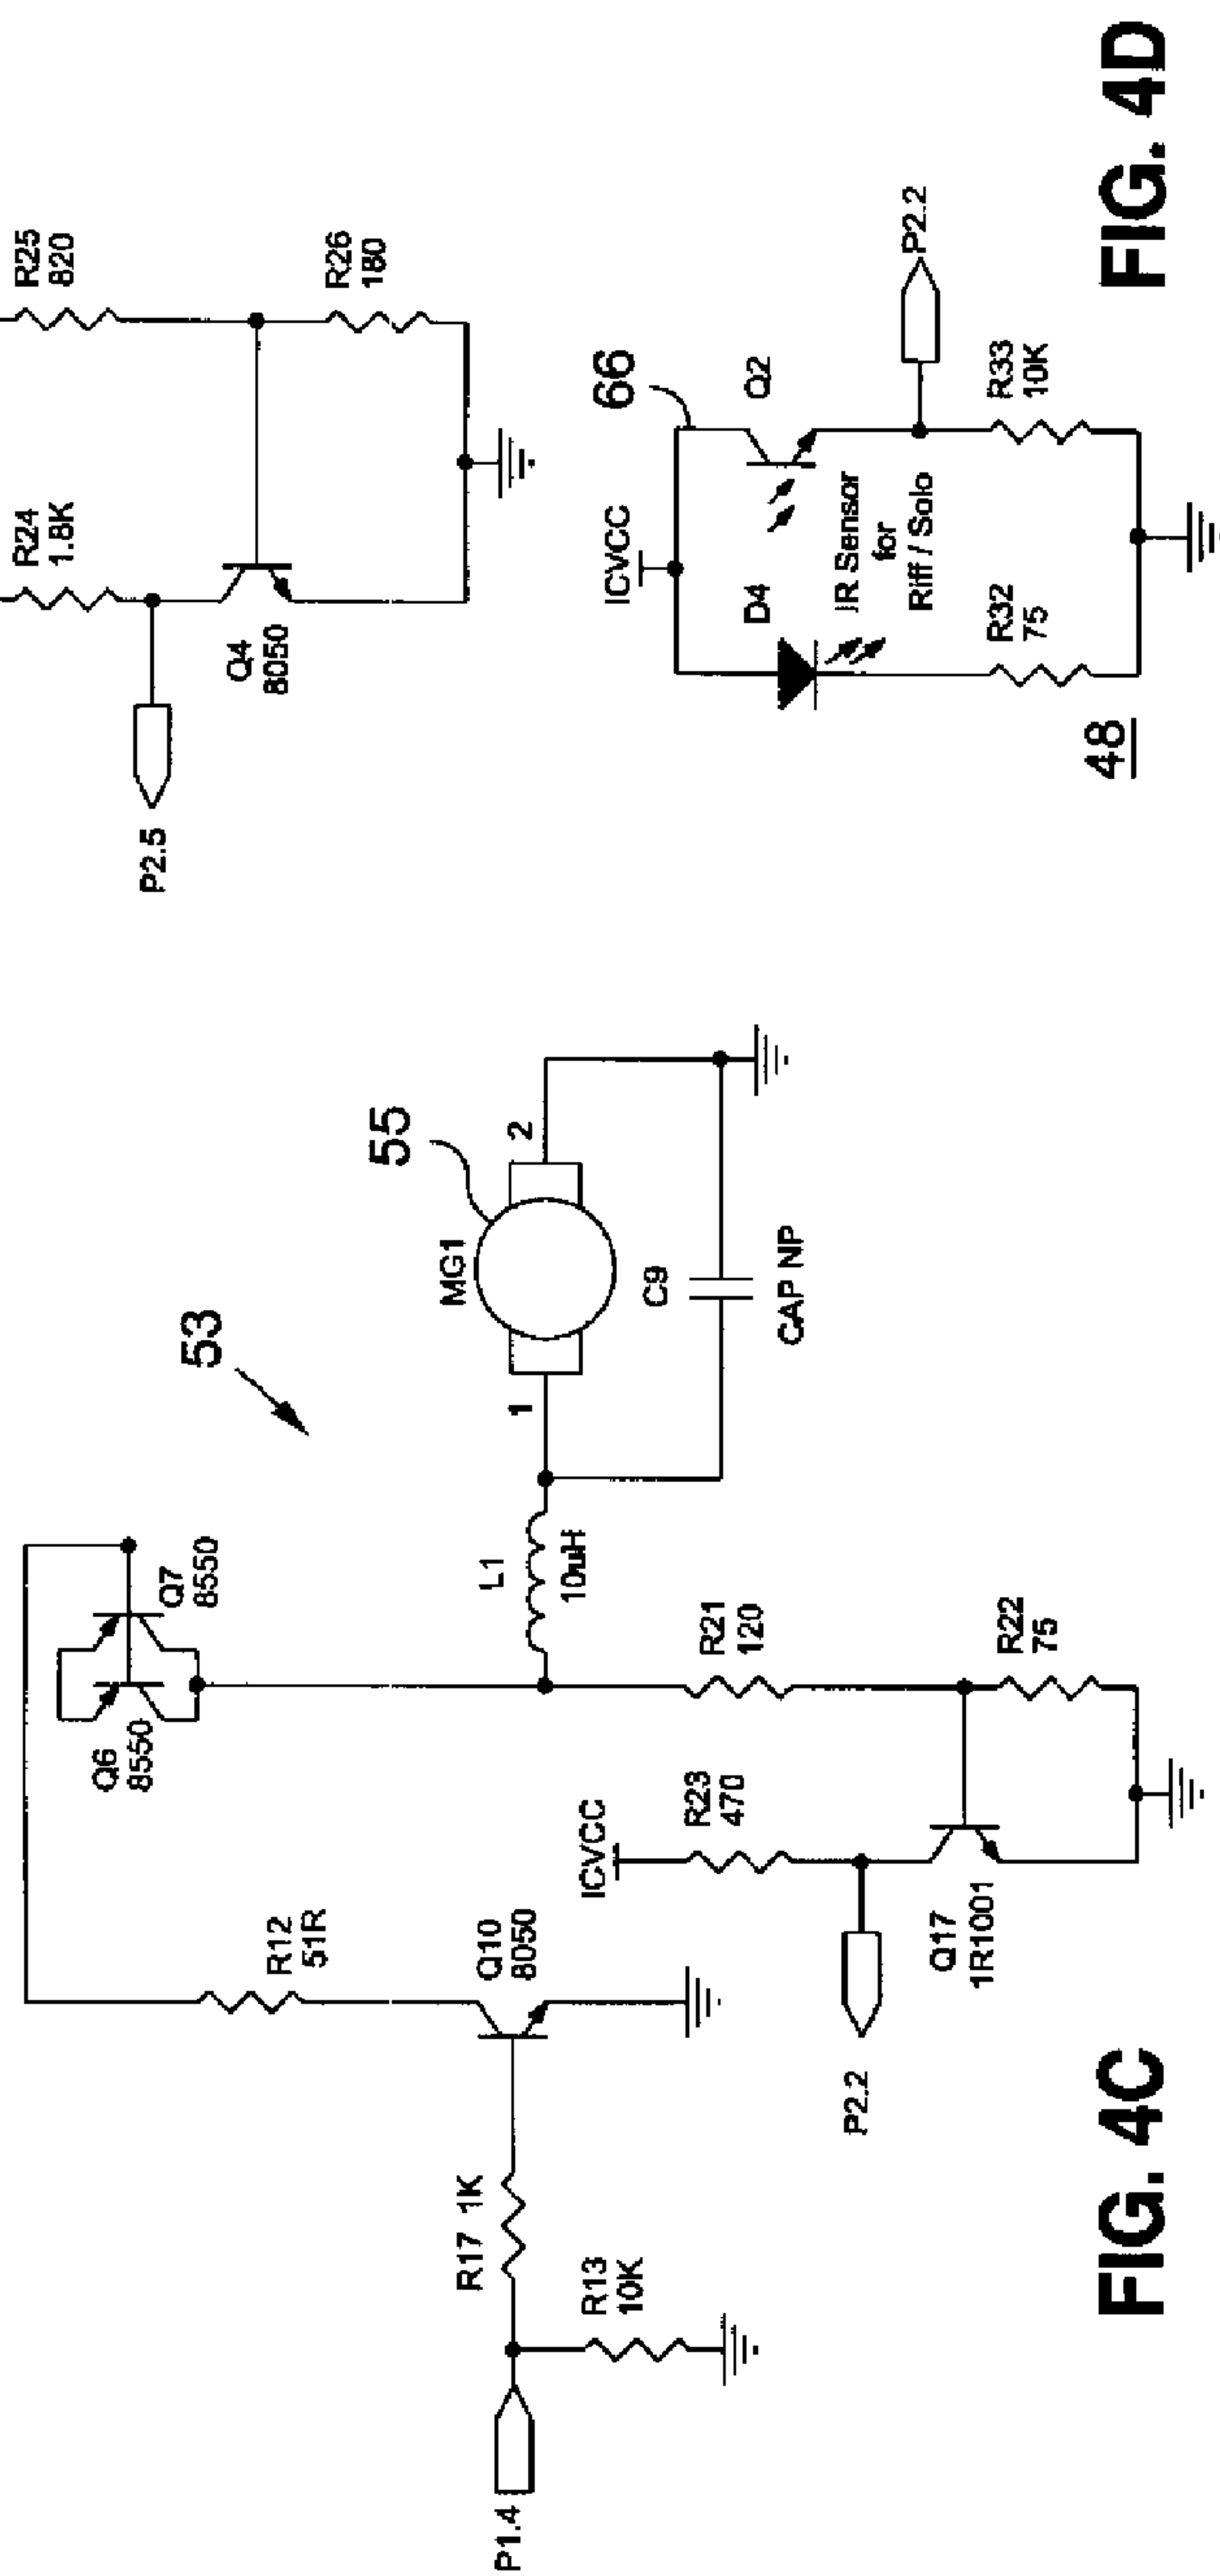 53
Q6
8550
Q7
8550
R12
51R
Q10
8050
R17 1K
R13
10K
P1.4
L1
10uH
55
MG1
1
2
C9
CAP NP
ICVCC
R23
470
R21
120
R22
75
Q17
1R1001
P2.2
FIG. 4C
R24
1.8K
R25
820
R26
180
Q4
8050
P2.5
ICVCC
66
D4
Q2
IR Sensor
for
Riff / Solo
P2.2
R32
75
R33
10K
48
FIG. 4D